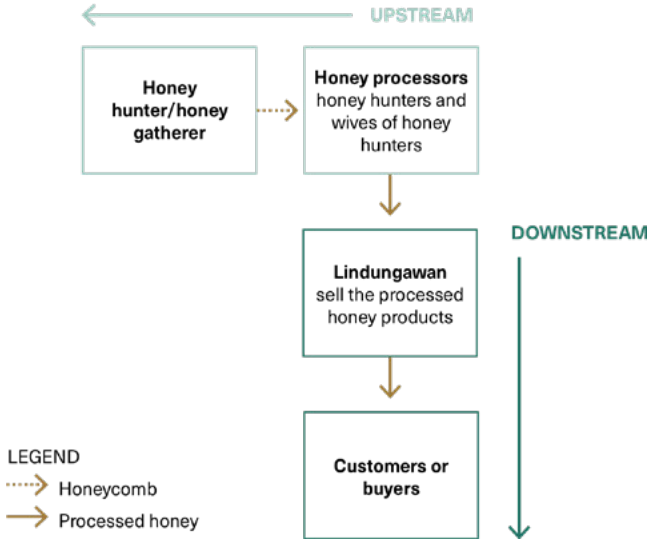 UPSTREAM
Honey
hunter/honey
gatherer
Honey processors
honey hunters and
wives of honey
hunters
DOWNSTREAM
Lindungawan
sell the processed
honey products
Customers or
buyers
LEGEND
Honeycomb
Processed honey